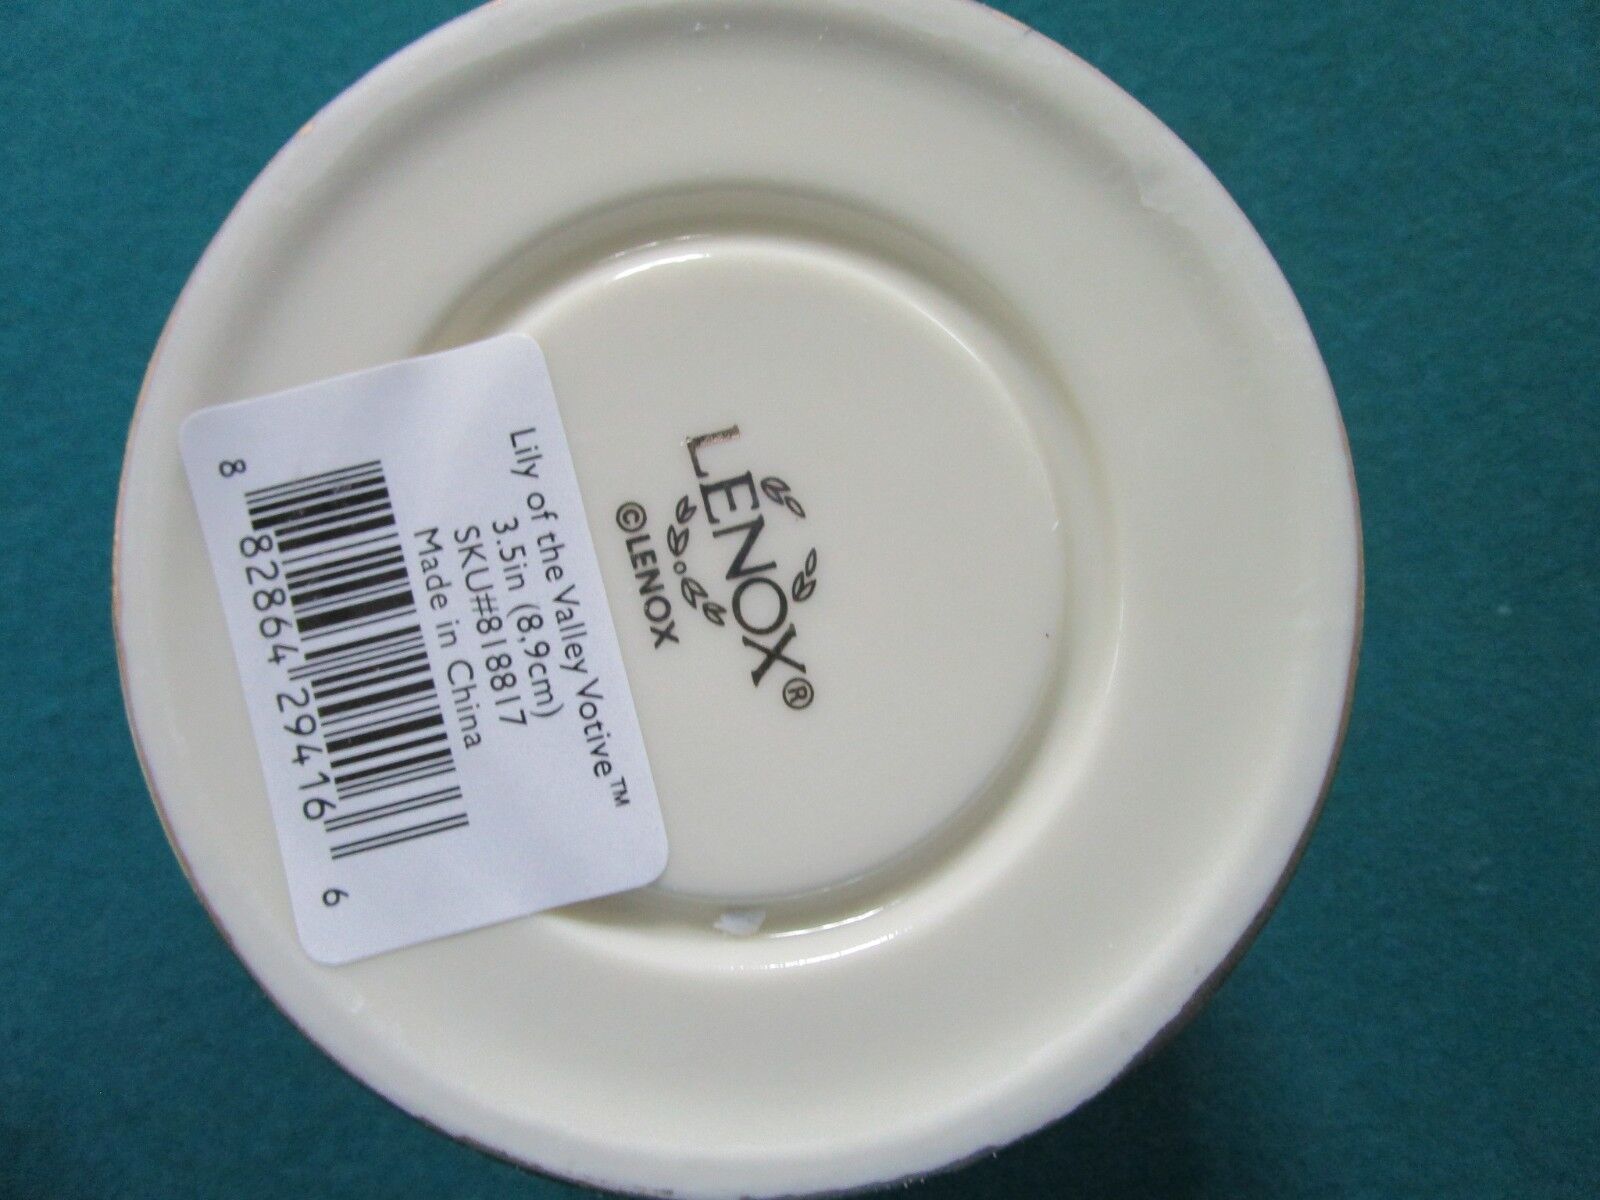 LENOX®
©LENOX
Lily of the Valley Votive™
3.5in (8,9cm)
SKU#818817
Made in China
8 82864 29416 6